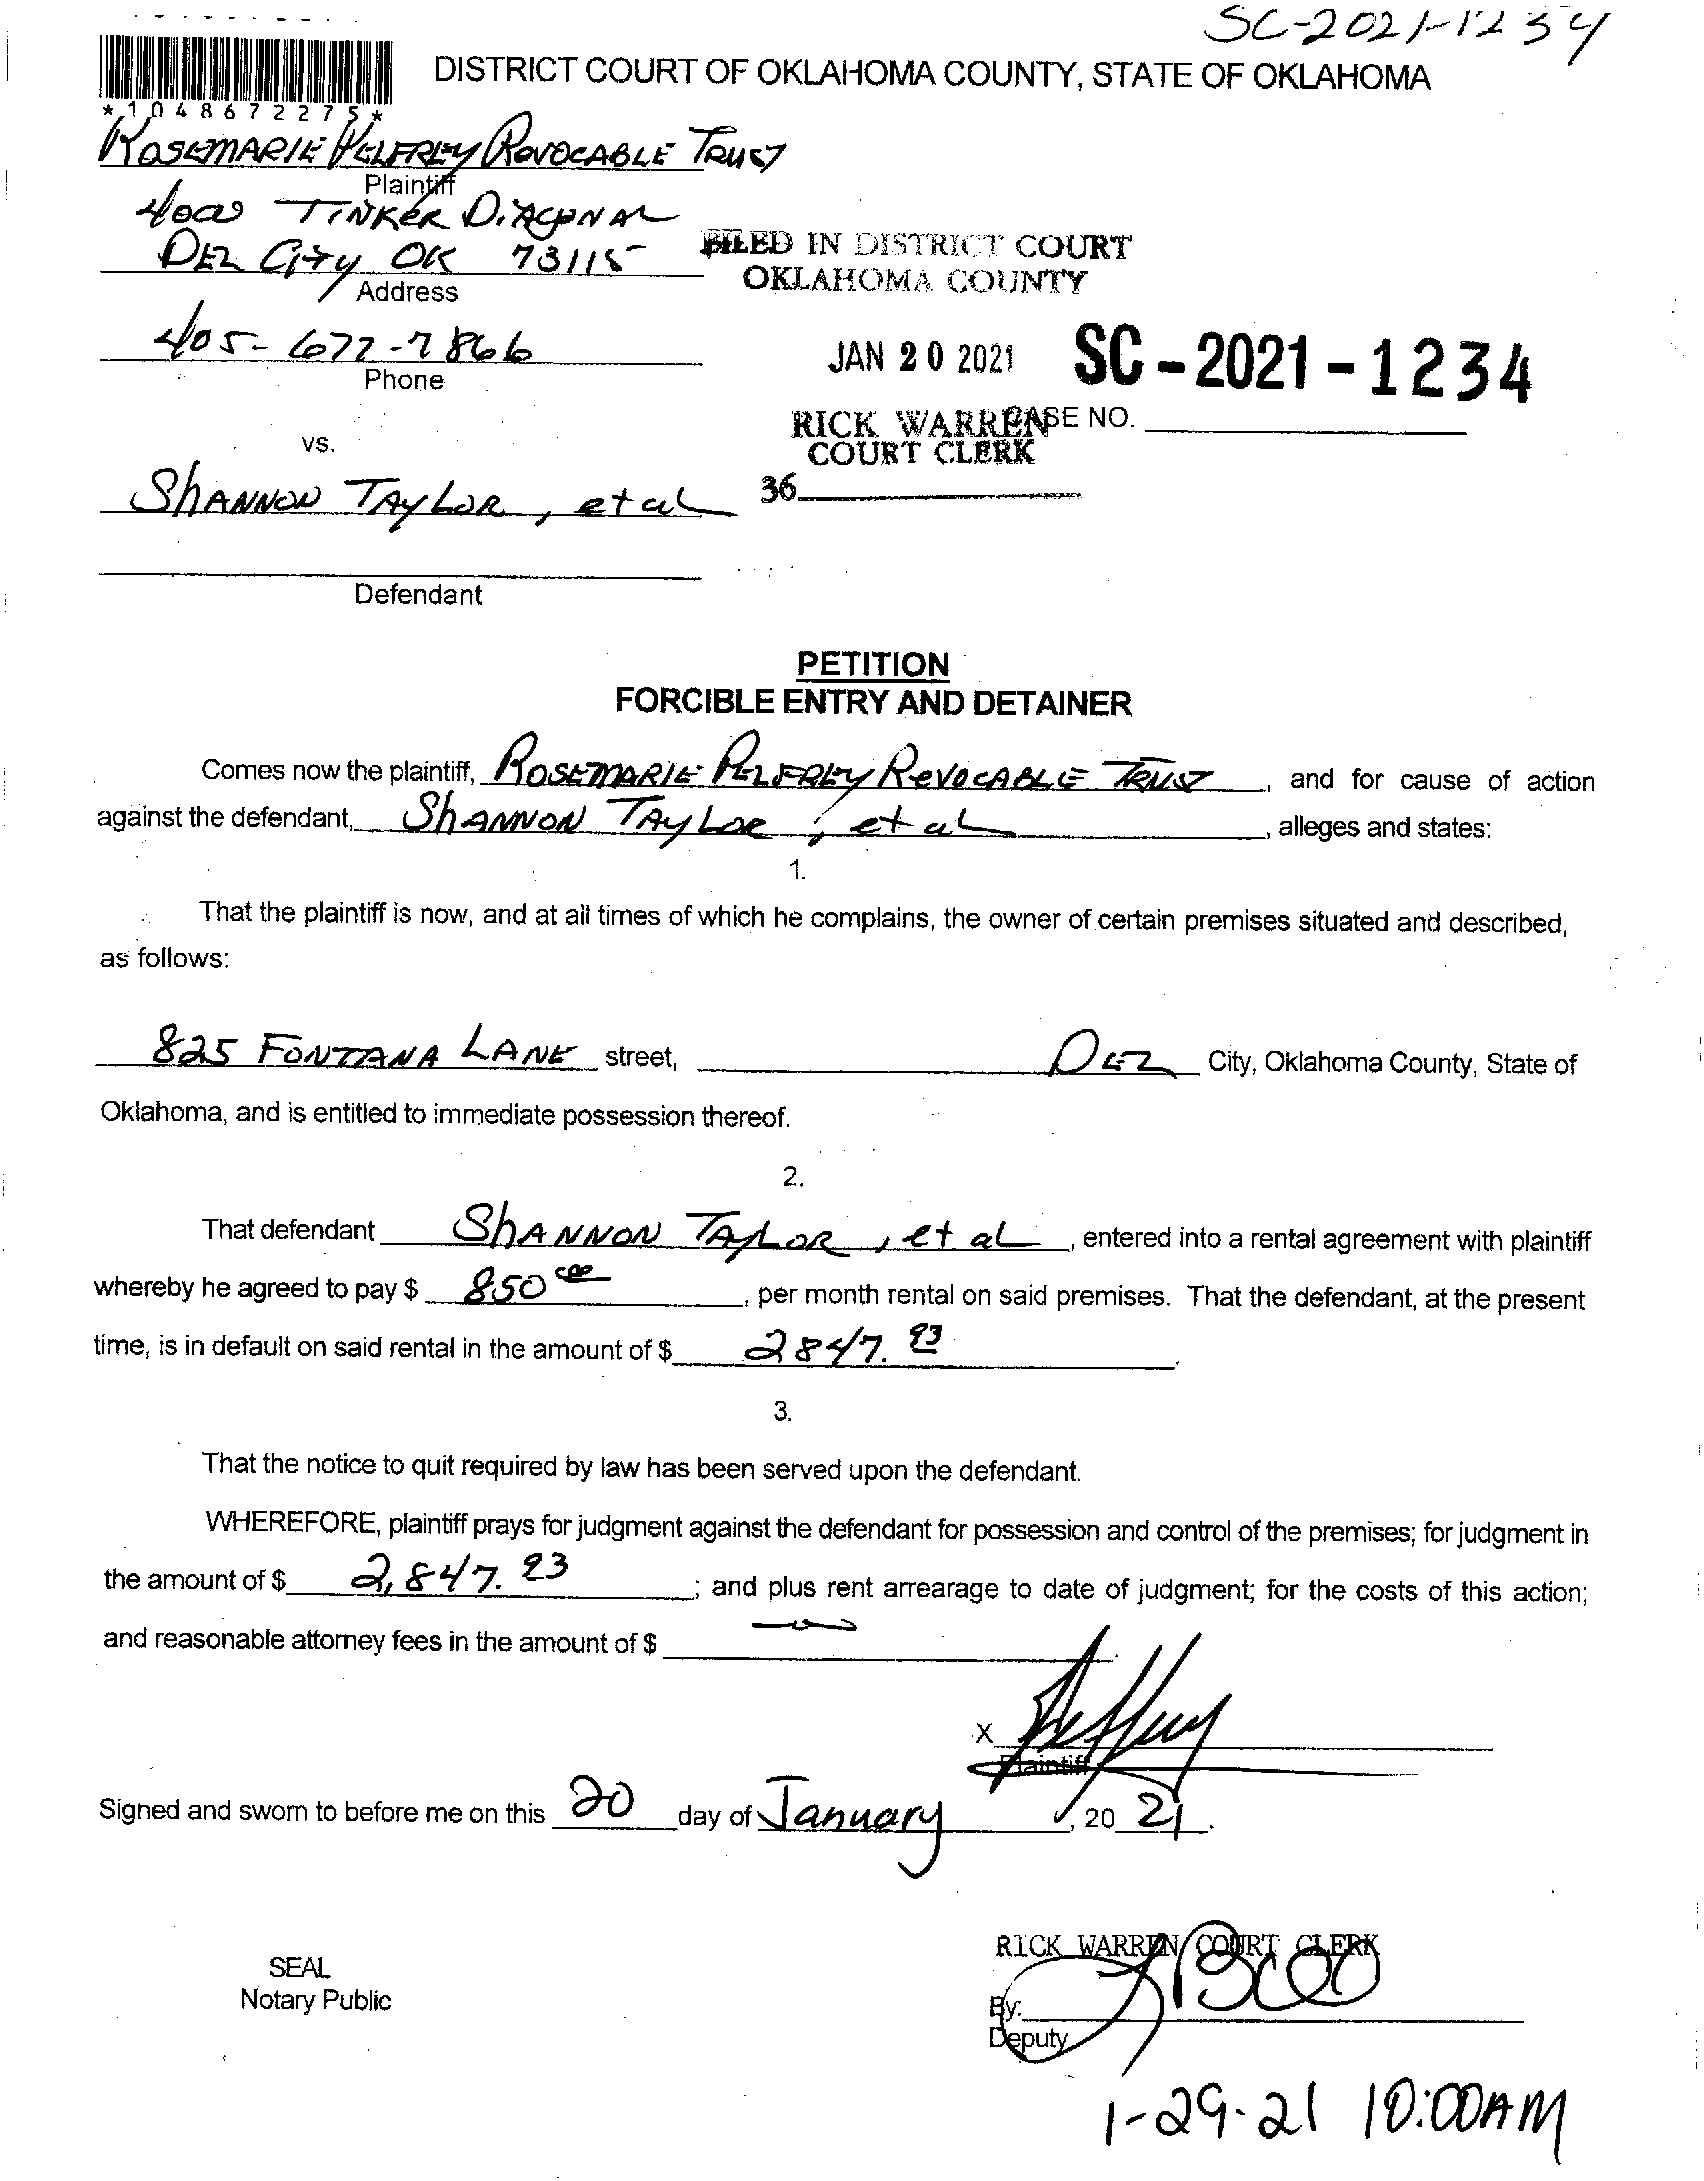 SC-2021-1234
DISTRICT COURT OF OKLAHOMA COUNTY, STATE OF OKLAHOMA
*1048672275*
ROSEMARIE PELFREY REVOCABLE TRUST
Plaintiff
4000 TINKER DIAGONAL
DEL CITY OK 73115
Address
405-677-7866
Phone
FILED IN DISTRICT COURT
OKLAHOMA COUNTY
JAN 20 2021
SC-2021-1234
RICK WARREN
CASE NO.
COURT CLERK
36
vs.
SHANNON TAYLOR, et al
Defendant
PETITION
FORCIBLE ENTRY AND DETAINER
Comes now the plaintiff, ROSEMARIE PELFREY REVOCABLE TRUST, and for cause of action
against the defendant, SHANNON TAYLOR, et al, alleges and states:
1.
That the plaintiff is now, and at all times of which he complains, the owner of certain premises situated and described,
as follows:
825 FONTANA LANE street, DEL City, Oklahoma County, State of
Oklahoma, and is entitled to immediate possession thereof.
2.
That defendant SHANNON TAYLOR, et al, entered into a rental agreement with plaintiff
whereby he agreed to pay $ 850 00, per month rental on said premises. That the defendant, at the present
time, is in default on said rental in the amount of $ 2847. 93.
3.
That the notice to quit required by law has been served upon the defendant.
WHEREFORE, plaintiff prays for judgment against the defendant for possession and control of the premises; for judgment in
the amount of $ 2,847. 93; and plus rent arrearage to date of judgment; for the costs of this action;
and reasonable attorney fees in the amount of $
X
Plaintiff
Signed and sworn to before me on this 20 day of January, 20 21.
SEAL
Notary Public
RICK WARREN COURT CLERK
By:
Deputy
1-29-21 10:00AM